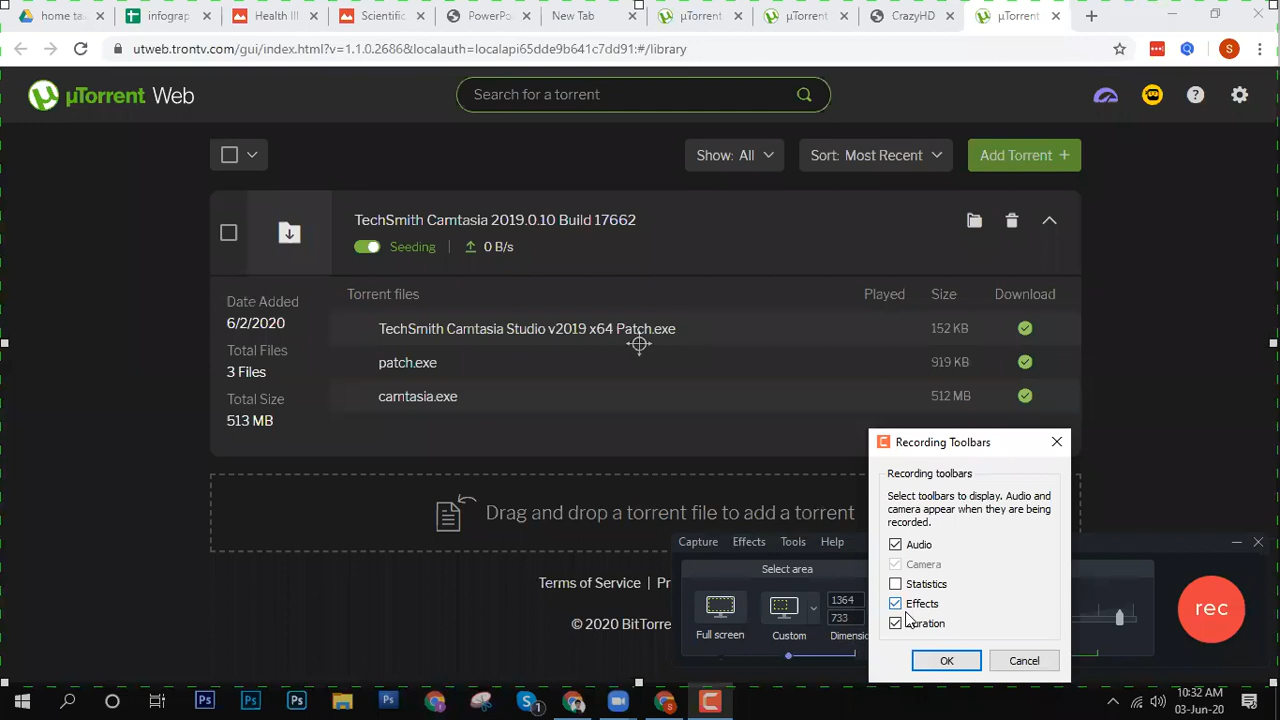 home ta
infogra
Health Il
Scientific
PowerP
New Tab
µTorrent
µTorrent
CrazyHD
µTorrent
utweb.trontv.com/gui/index.html?v=1.1.0.2686&localauth=localapi65dde9b641c7dd91:#/library
S
µTorrent Web
Search for a torrent
Show: All
Sort: Most Recent
Add Torrent +
TechSmith Camtasia 2019.0.10 Build 17662
Seeding
0 B/s
Date Added
6/2/2020
Total Files
3 Files
Total Size
513 MB
Torrent files
Played
Size
Download
TechSmith Camtasia Studio v2019 x64 Patch.exe
152 KB
patch.exe
919 KB
camtasia.exe
512 MB
Drag and drop a torrent file to add a torrent
Terms of Service | Pr
© 2020 BitTorre
Capture
Effects
Tools
Help
Select area
Full screen
Custom
1364
733
Dimensi
rec
Recording Toolbars
Recording toolbars
Select toolbars to display. Audio and
camera appear when they are being
recorded.
Audio
Camera
Statistics
Effects
uration
OK
Cancel
10:32 AM
03-Jun-20